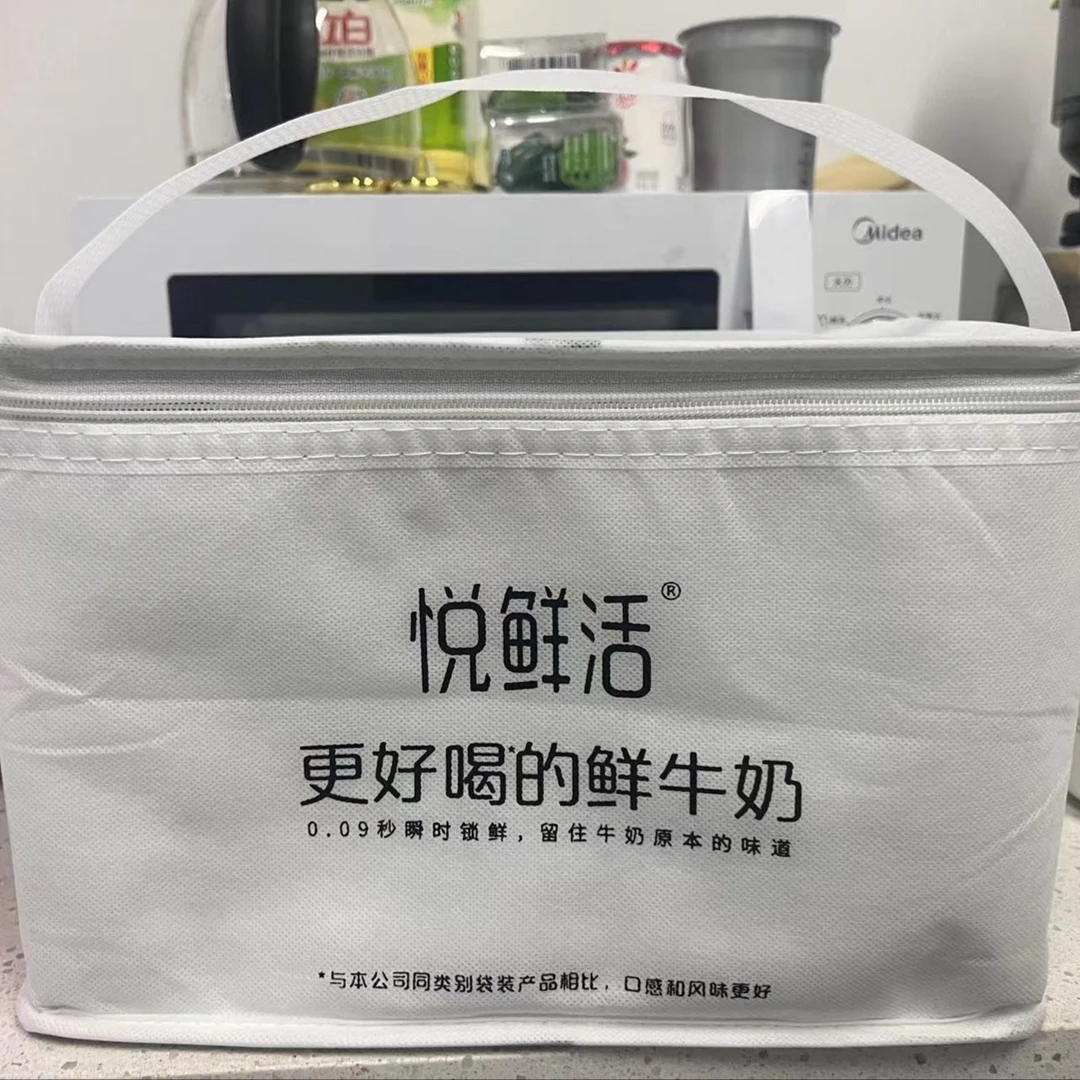 立白
Midea
悦鲜活®
更好喝*的鲜牛奶
0.09秒瞬时锁鲜，留住牛奶原本的味道
*与本公司同类别袋装产品相比，口感和风味更好